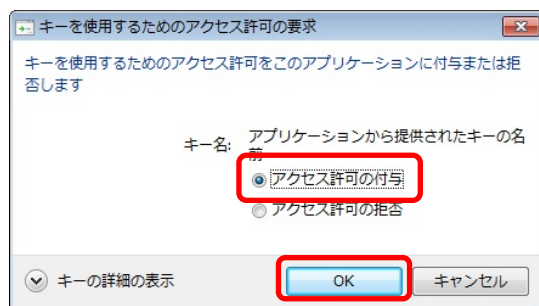 キーを使用するためのアクセス許可の要求
キーを使用するためのアクセス許可をこのアプリケーションに付与または拒
否します
キー名: アプリケーションから提供されたキーの名
前
アクセス許可の付与
アクセス許可の拒否
キーの詳細の表示 OK キャンセル